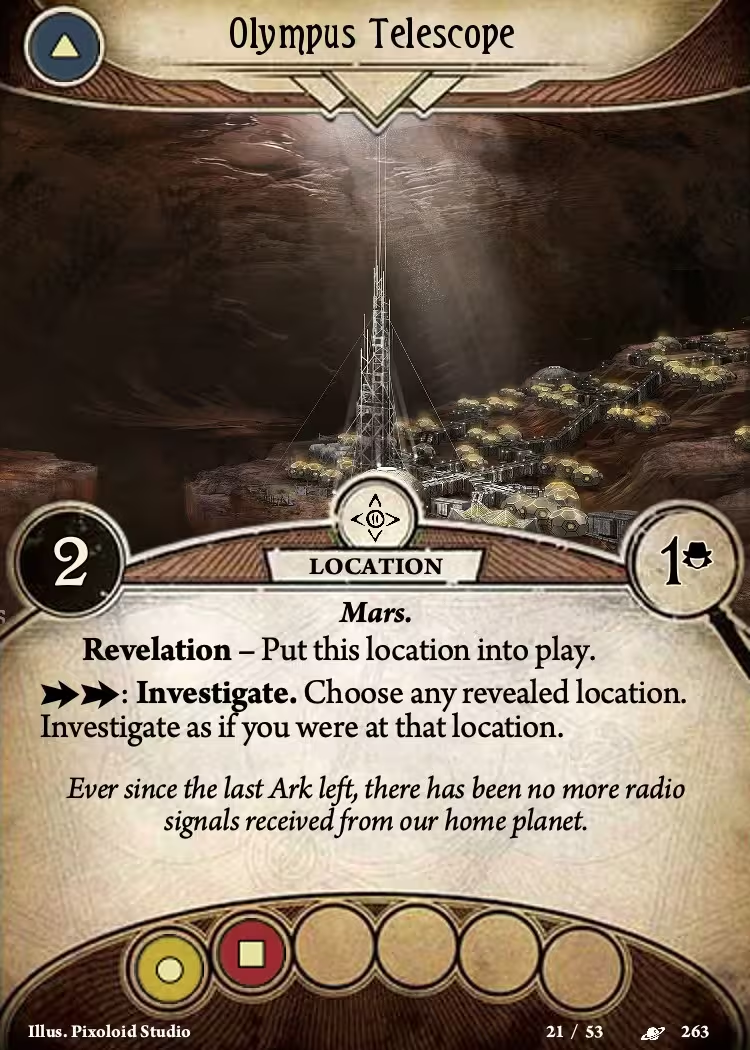 Olympus Telescope
2
LOCATION
1
Mars.
Revelation – Put this location into play.
: Investigate. Choose any revealed location.
Investigate as if you were at that location.
Ever since the last Ark left, there has been no more radio
signals received from our home planet.
Illus. Pixoloid Studio
21 / 53
263